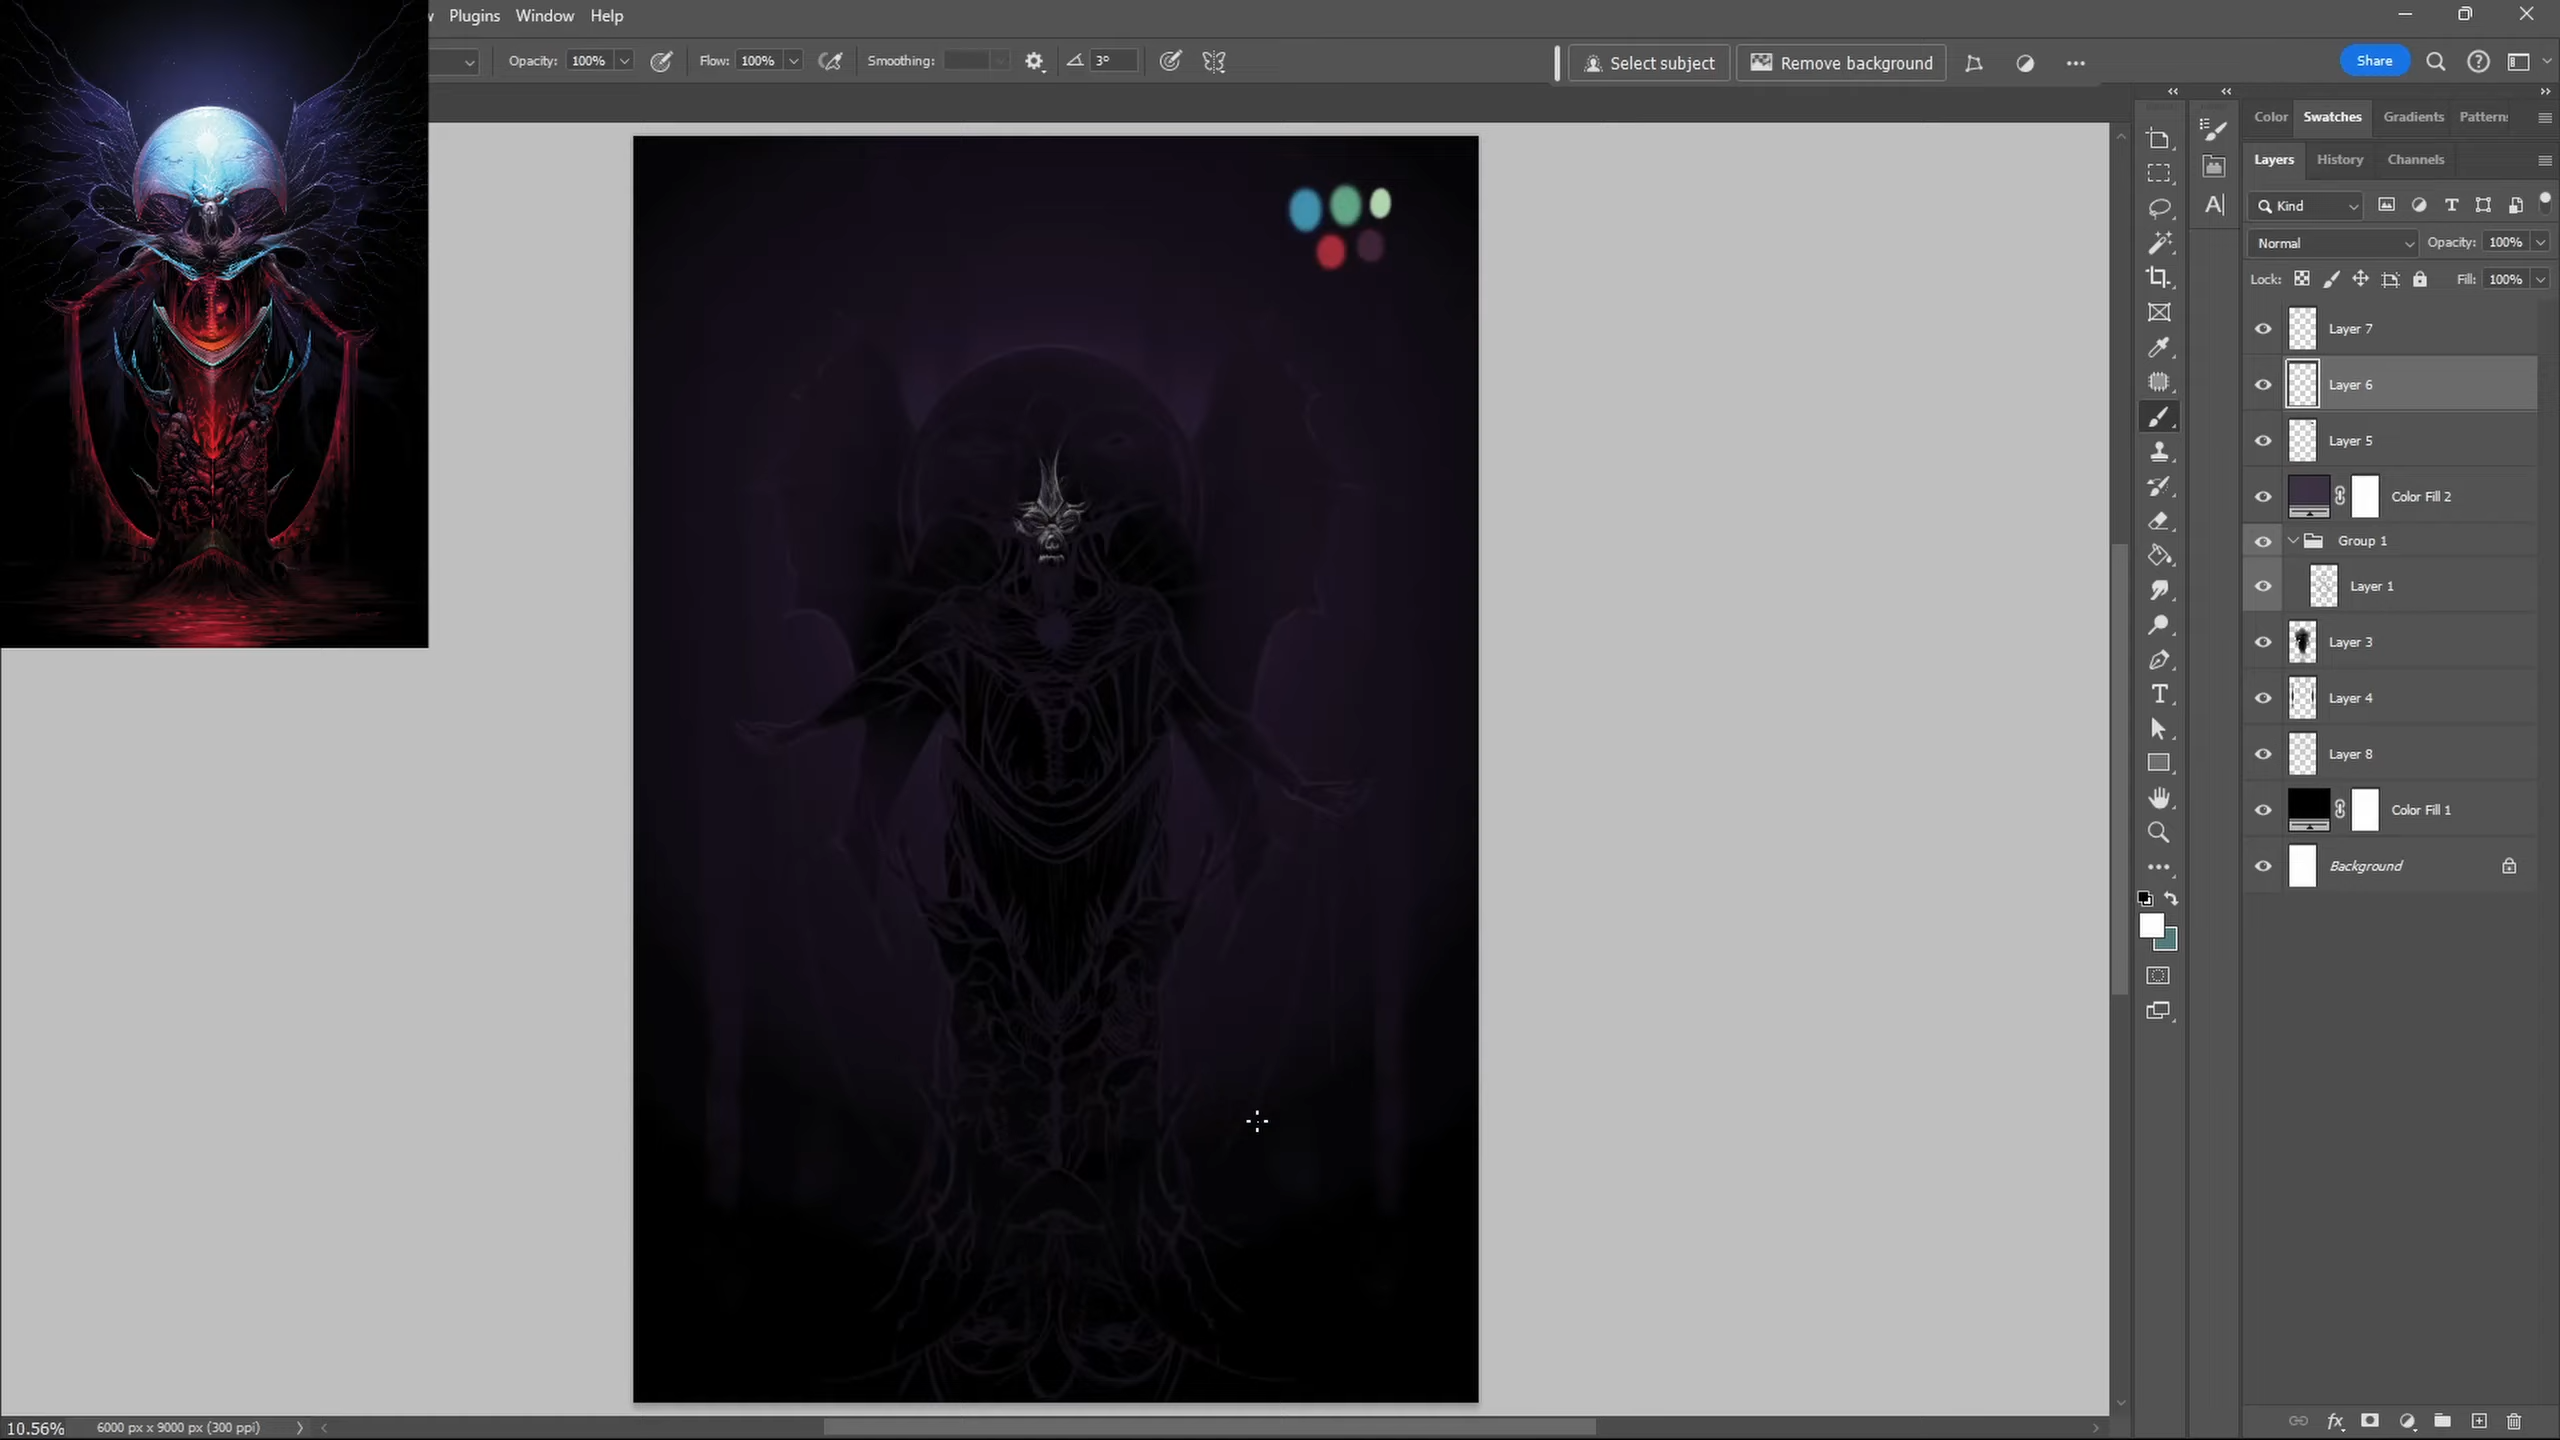 Plugins Window Help
Opacity: 100% Flow: 100% Smoothing: 3° Select subject Remove background Share
Color Swatches Gradients Patterns
Layers History Channels
Kind
Normal Opacity: 100%
Lock: Fill: 100%
Layer 7
Layer 6
Layer 5
Color Fill 2
Group 1
Layer 1
Layer 3
Layer 4
Layer 8
Color Fill 1
Background
10.56% 6000 px x 9000 px (300 ppi)